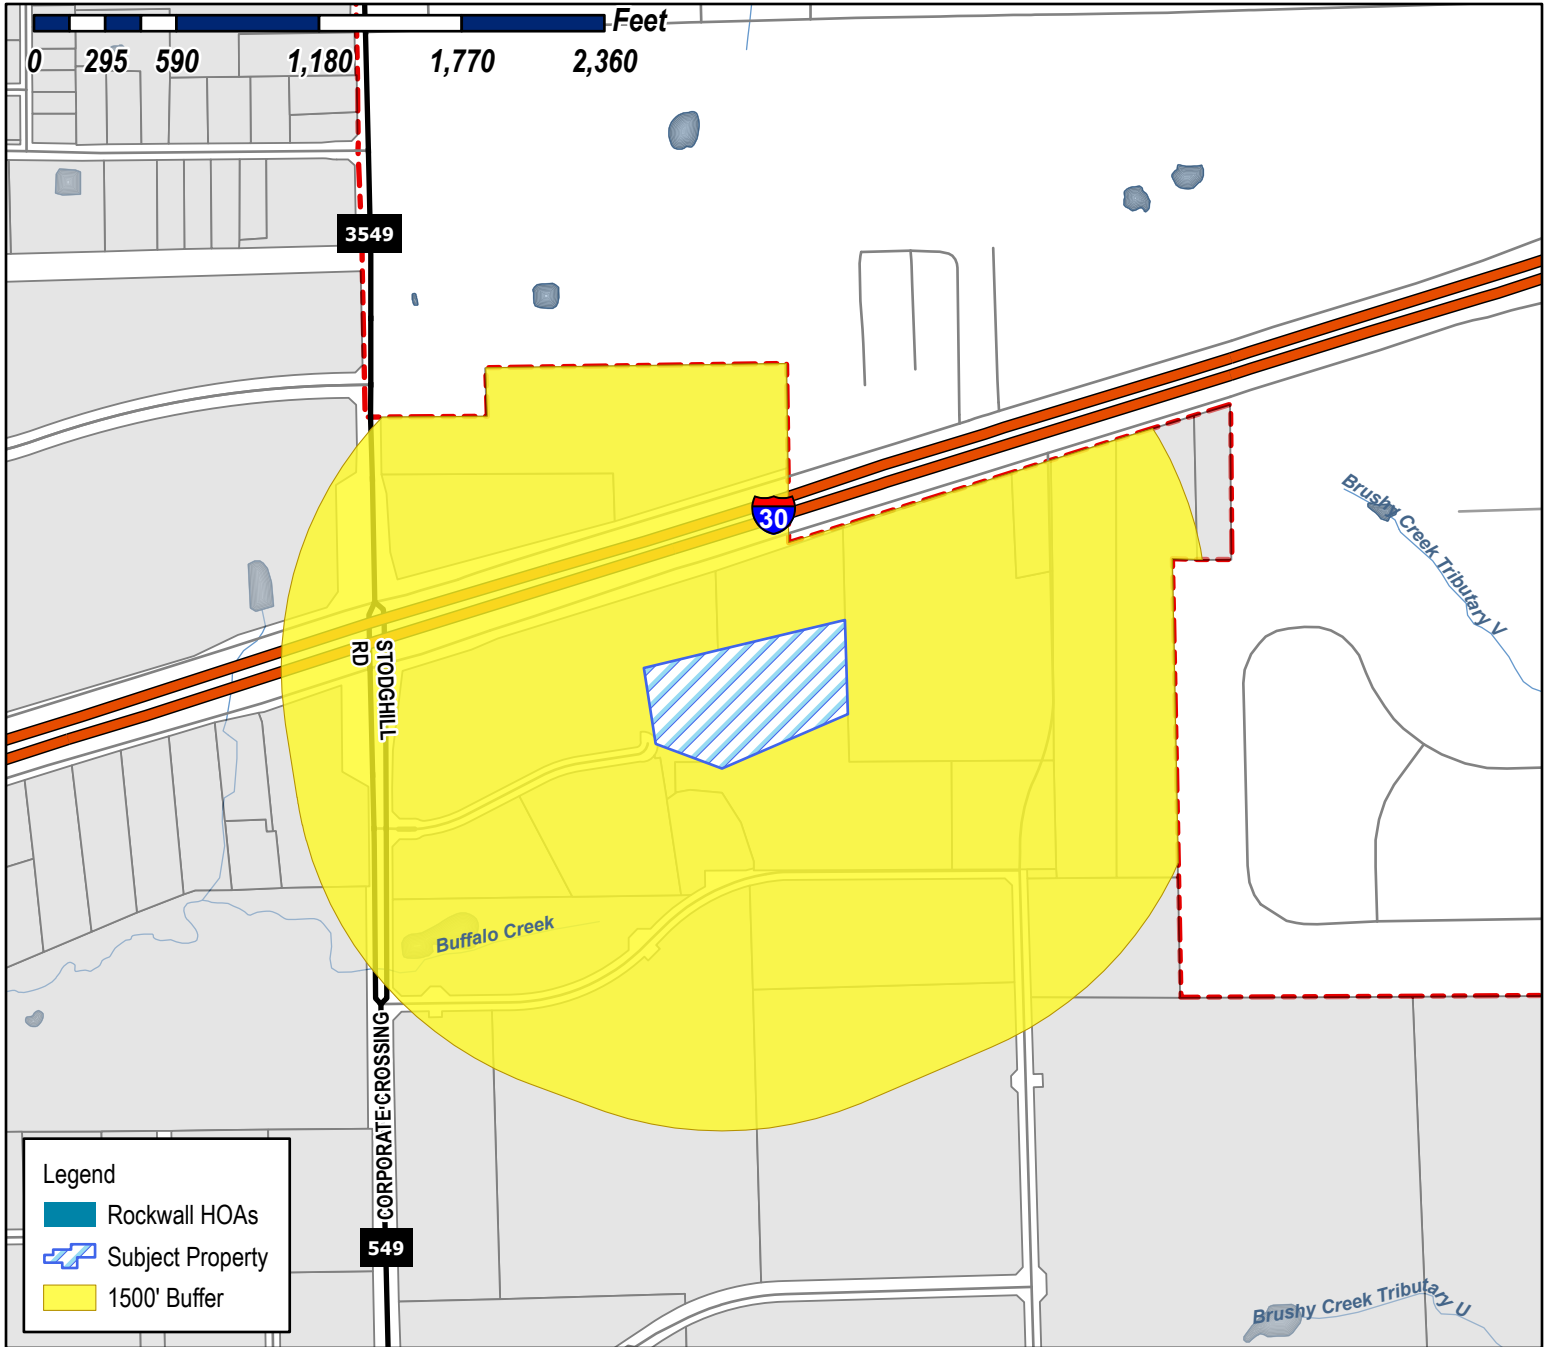 Feet
0 295 590 1,180 1,770 2,360
3549
30
Brushy Creek Tributary V
STODGHILL
RD
Buffalo Creek
CORPORATE CROSSING
549
Legend
Rockwall HOAs
Subject Property
1500' Buffer
Brushy Creek Tributary U